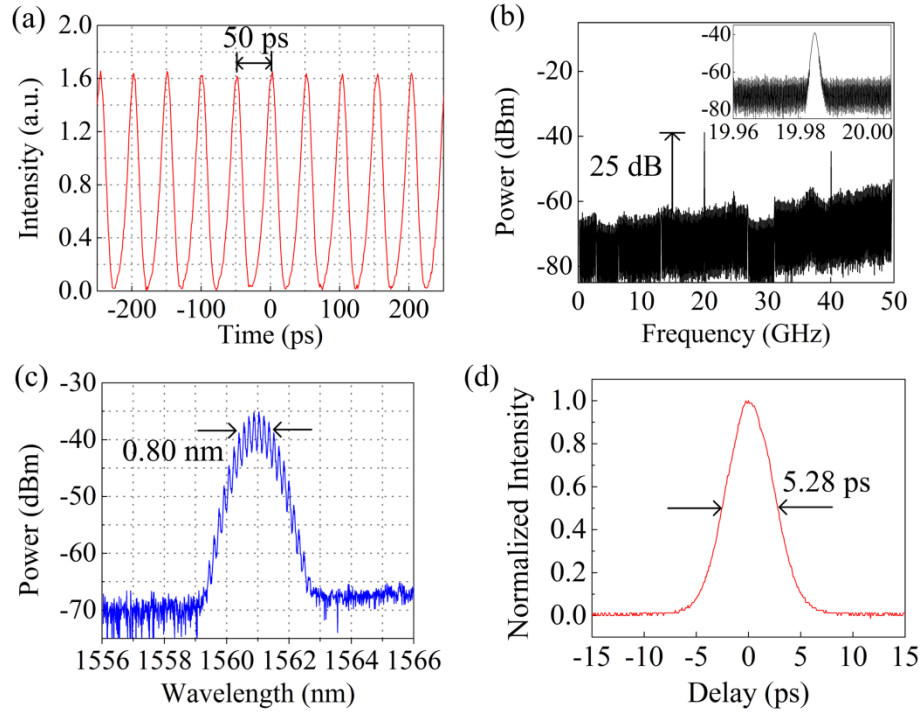 (a)
2.0
1.6
1.2
0.8
0.4
0.0
Intensity (a.u.)
50 ps
-200 -100 0 100 200
Time (ps)
(b)
-20
-40
-60
-80
Power (dBm)
25 dB
-40
-60
-80
19.96 19.98 20.00
0 10 20 30 40 50
Frequency (GHz)
(c)
-30
-40
-50
-60
-70
Power (dBm)
0.80 nm
1556 1558 1560 1562 1564 1566
Wavelength (nm)
(d)
1.0
0.8
0.6
0.4
0.2
0.0
Normalized Intensity
5.28 ps
-15 -10 -5 0 5 10 15
Delay (ps)